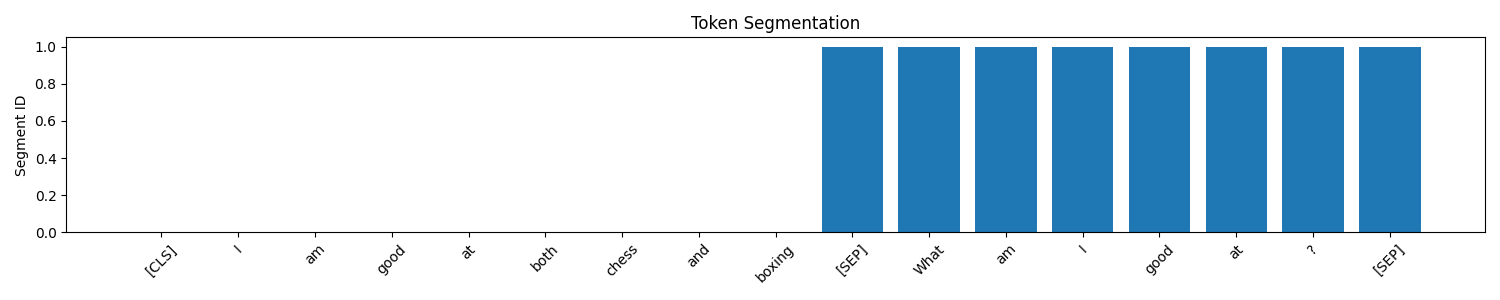 Token Segmentation
Segment ID
1.0
0.8
0.6
0.4
0.2
0.0
[CLS] I am good at both chess and boxing [SEP] What am I good at ? [SEP]